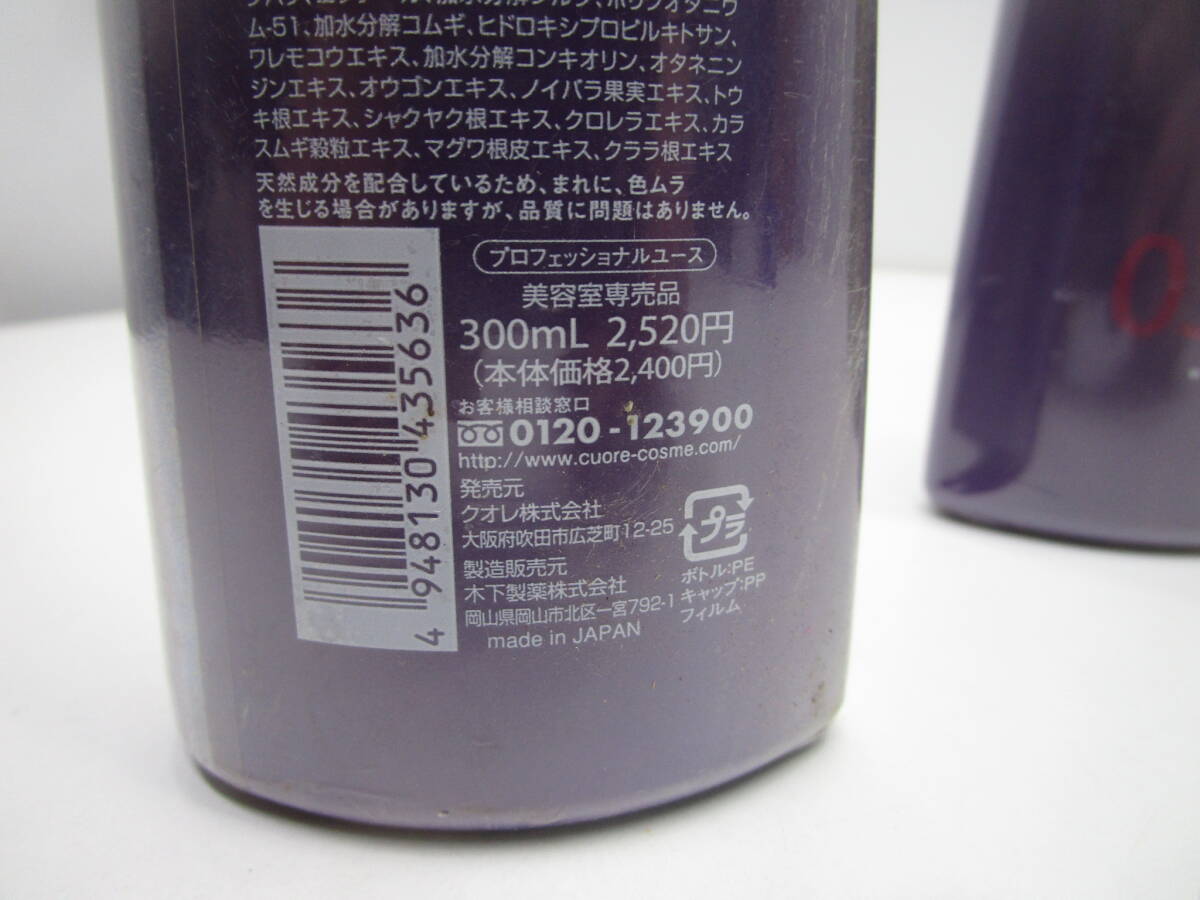 ム-51、加水分解コムギ、ヒドロキシプロピルキトサン、
ワレモコウエキス、加水分解コンキオリン、オタネニン
ジンエキス、オウゴンエキス、ノイバラ果実エキス、トウ
キ根エキス、シャクヤク根エキス、クロレラエキス、カラ
スムギ穀粒エキス、マグワ根皮エキス、クララ根エキス
天然成分を配合しているため、まれに、色ムラ
を生じる場合がありますが、品質に問題はありません。
プロフェッショナルユース
美容室専売品
300mL 2,520円
(本体価格2,400円)
お客様相談窓口
0120-123900
http://www.cuore-cosme.com/
発売元
クオレ株式会社
大阪府吹田市広芝町12-25
製造販売元
木下製薬株式会社
岡山県岡山市北区一宮792-1
made in JAPAN
プラ
ボトル:PE
キャップ:PP
フィルム
4 948130 435636